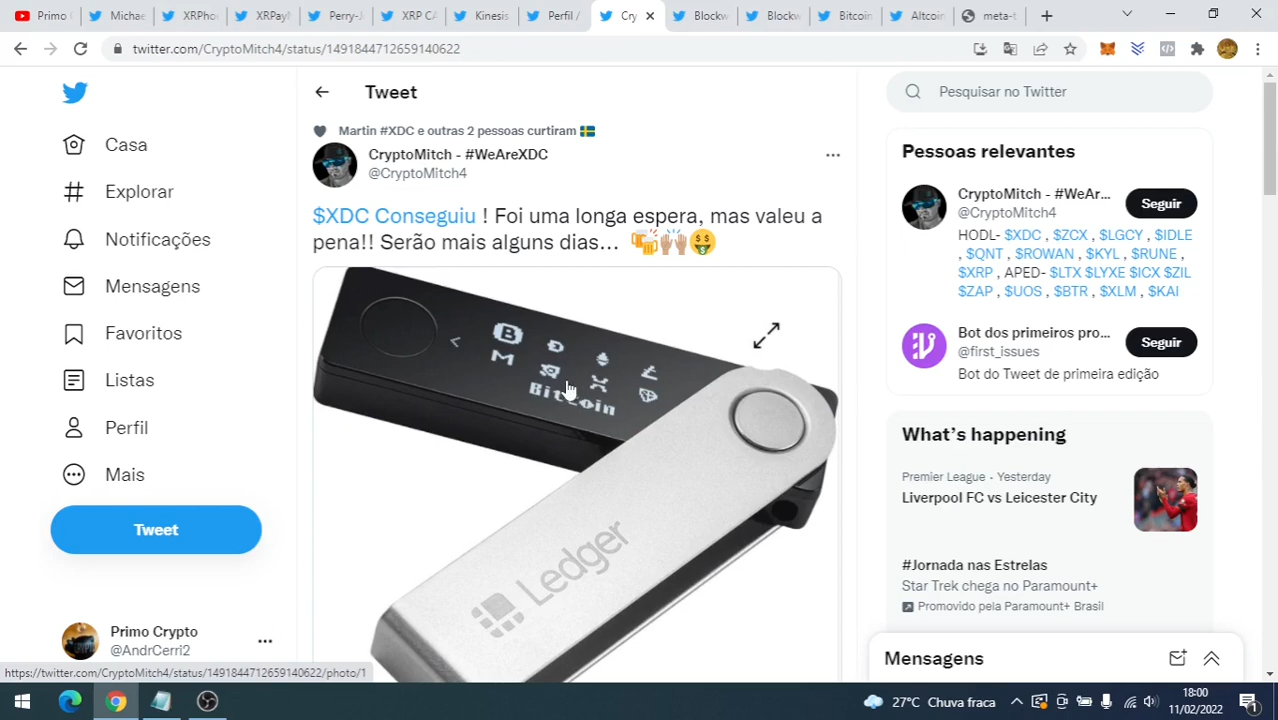 Primo
Michae
XRPho
XRPayN
Perry-J
XRP CA
Kinesis
Perfil /
Cry
Blockw
Blockw
Bitcoin
Altcoin
meta-t
twitter.com/CryptoMitch4/status/1491844712659140622
Casa
Explorar
Notificações
Mensagens
Favoritos
Listas
Perfil
Mais
Tweet
Primo Crypto
@AndrCerri2
Tweet
Martin #XDC e outras 2 pessoas curtiram
CryptoMitch - #WeAreXDC
@CryptoMitch4
$XDC Conseguiu ! Foi uma longa espera, mas valeu a
pena!! Serão mais alguns dias...
Bitcoin
Ledger
Pesquisar no Twitter
Pessoas relevantes
CryptoMitch - #WeAr...
@CryptoMitch4
Seguir
HODL- $XDC , $ZCX , $LGCY , $IDLE
, $QNT , $ROWAN , $KYL , $RUNE ,
$XRP , APED- $LTX $LYXE $ICX $ZIL
$ZAP , $UOS , $BTR , $XLM , $KAI
Bot dos primeiros pro...
@first_issues
Seguir
Bot do Tweet de primeira edição
What's happening
Premier League · Yesterday
Liverpool FC vs Leicester City
#Jornada nas Estrelas
Star Trek chega no Paramount+
Promovido pela Paramount+ Brasil
Mensagens
https://twitter.com/CryptoMitch4/status/1491844712659140622/photo/1
27°C Chuva fraca
18:00
11/02/2022
1